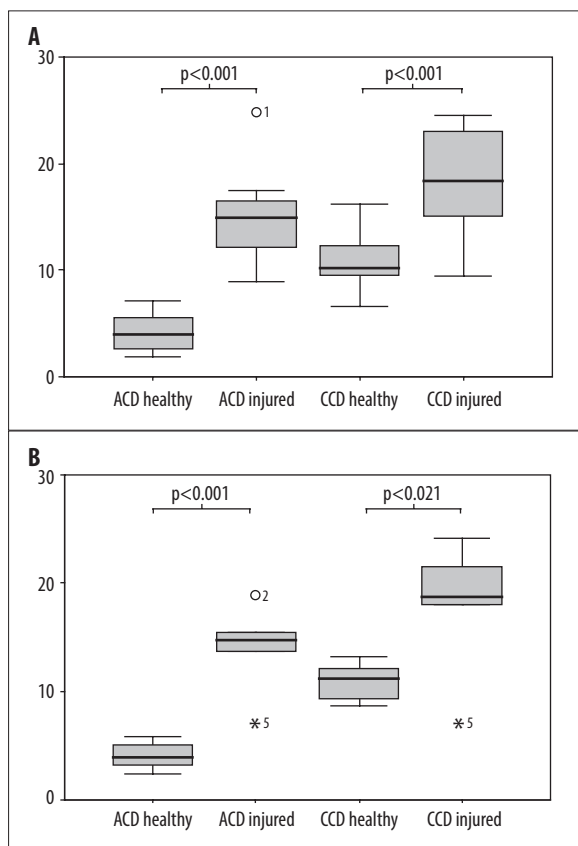 A
30
p<0.001 p<0.001
1
20
10
0
ACD healthy ACD injured CCD healthy CCD injured
B
30
p<0.001 p<0.021
2
20
10
* 5 * 5
0
ACD healthy ACD injured CCD healthy CCD injured